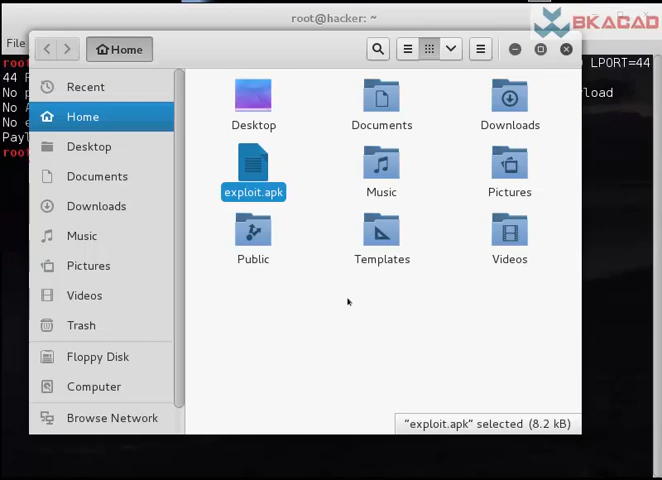 root@hacker: ~
BKACAD
File
Home
root
LPORT=44
44
No p
load
No
No e
Payl
root
Recent
Home
Desktop
Documents
Downloads
Music
Pictures
Videos
Trash
Floppy Disk
Computer
Browse Network
Desktop
Documents
Downloads
exploit.apk
Music
Pictures
Public
Templates
Videos
“exploit.apk” selected (8.2 kB)